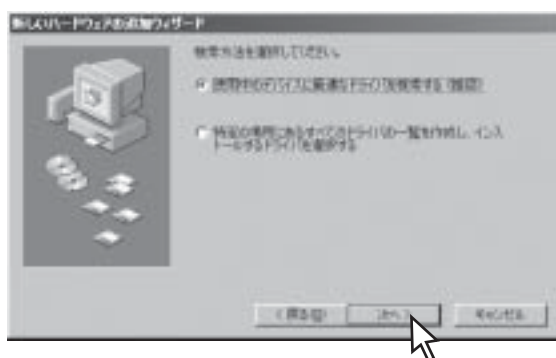 新しいハードウェアの追加ウィザード
検索方法を選択してください。
使用中のデバイスに最適なドライバを検索する (推奨)
特定の場所にあるすべてのドライバの一覧を作成し、インス
トールするドライバを選択する
< 戻る(B)
次へ >
キャンセル